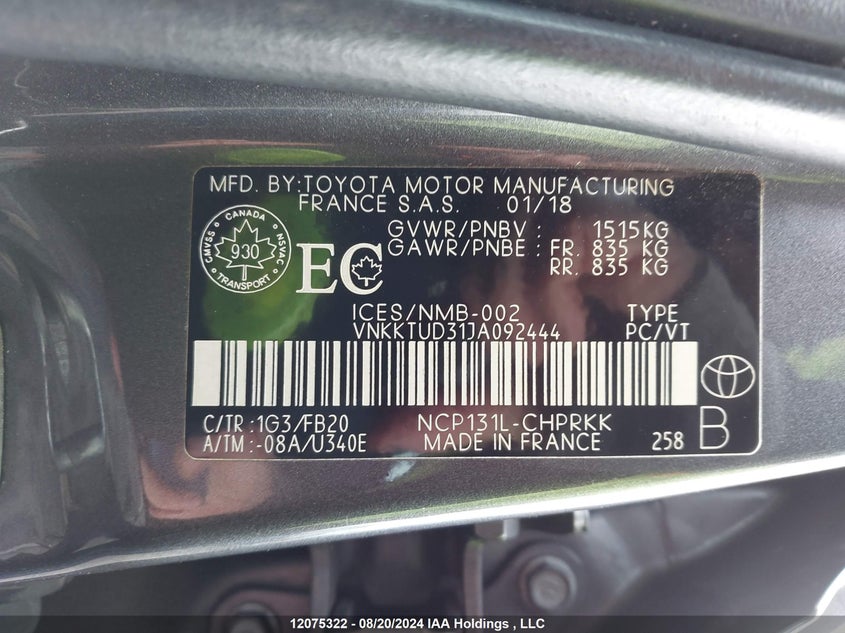 MFD. BY:TOYOTA MOTOR MANUFACTURING
FRANCE S.A.S. 01/18
GVWR/PNBV : 1515KG
GAWR/PNBE : FR. 835 KG
RR. 835 KG
CANADA
CMVSS 930 NSVAC
TRANSPORT
EC
ICES/NMB-002 TYPE
VNKKTUD31JA092444 PC/VT
C/TR :1G3/FB20 NCP131L-CHPRKK
A/TM :-08A/U340E MADE IN FRANCE 258 B
12075322 - 08/20/2024 IAA Holdings , LLC